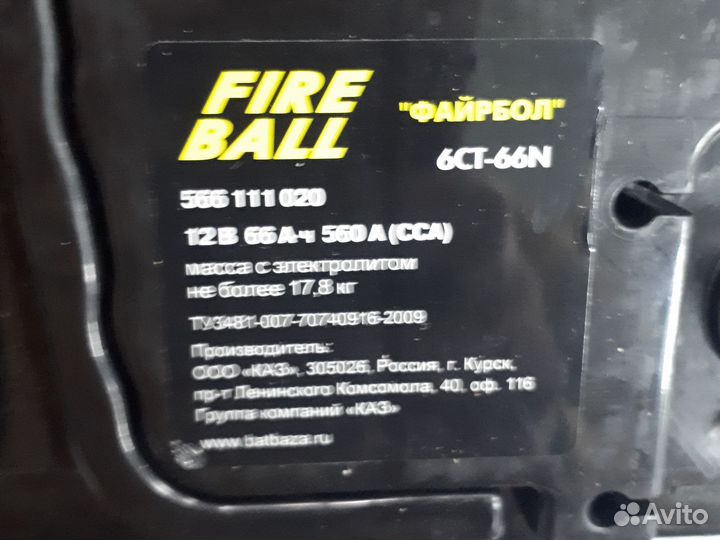 FIRE
BALL
"ФАЙРБОЛ"
6СТ-66N
566 111 020
12 В 66 А·ч 560 А (CCA)
масса с электролитом
не более 17,8 кг
ТУ3481-007-70740916-2009
Производитель:
ООО «КАЗ», 305026, Россия, г. Курск,
пр-т Ленинского Комсомола, 40, оф. 116
Группа компаний «КАЗ»
www.batbaza.ru
Avito